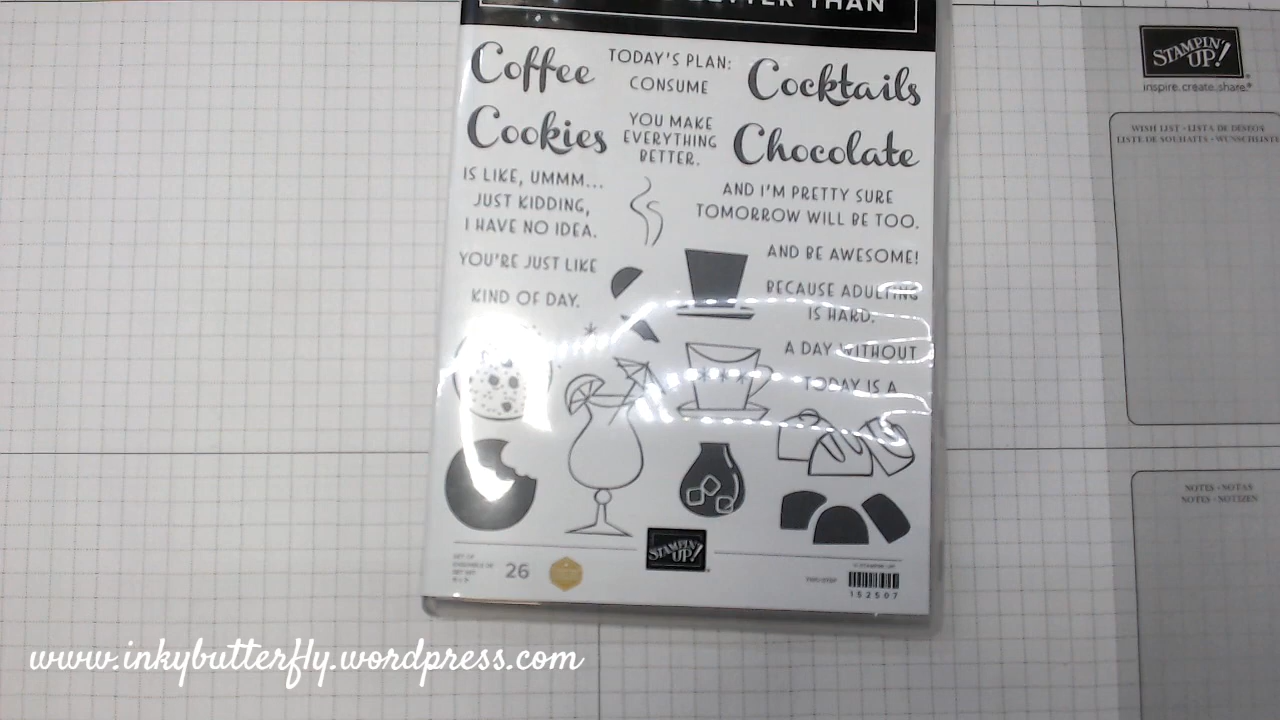 BETTER THAN
Coffee
TODAY'S PLAN:
CONSUME
Cocktails
Cookies
YOU MAKE
EVERYTHING
BETTER.
Chocolate
IS LIKE, UMMM...
JUST KIDDING,
I HAVE NO IDEA.
AND I'M PRETTY SURE
TOMORROW WILL BE TOO.
YOU'RE JUST LIKE
AND BE AWESOME!
KIND OF DAY.
BECAUSE ADULTING
IS HARD.
A DAY WITHOUT
TODAY IS A
STAMPIN' UP!
26
152507
STAMPIN' UP!
inspire. create. share.®
WISH LIST • LISTA DE DESEOS
LISTE DE SOUHAITS • WUNSCHLISTE
NOTES • NOTAS
NOTES • NOTIZEN
www.inkybutterfly.wordpress.com